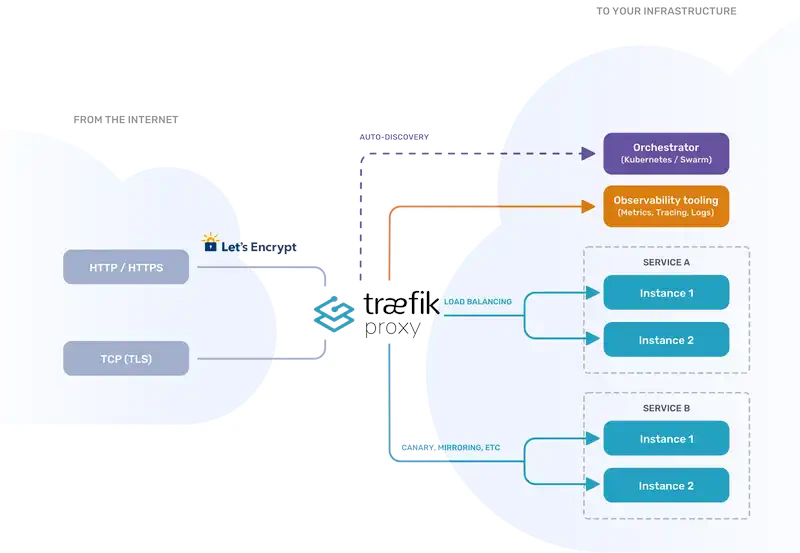 TO YOUR INFRASTRUCTURE
FROM THE INTERNET
AUTO-DISCOVERY
Orchestrator
(Kubernetes / Swarm)
Observability tooling
(Metrics, Tracing, Logs)
Let's Encrypt
HTTP / HTTPS
SERVICE A
Instance 1
træfik
proxy
LOAD BALANCING
Instance 2
TCP (TLS)
SERVICE B
CANARY, MIRRORING, ETC
Instance 1
Instance 2